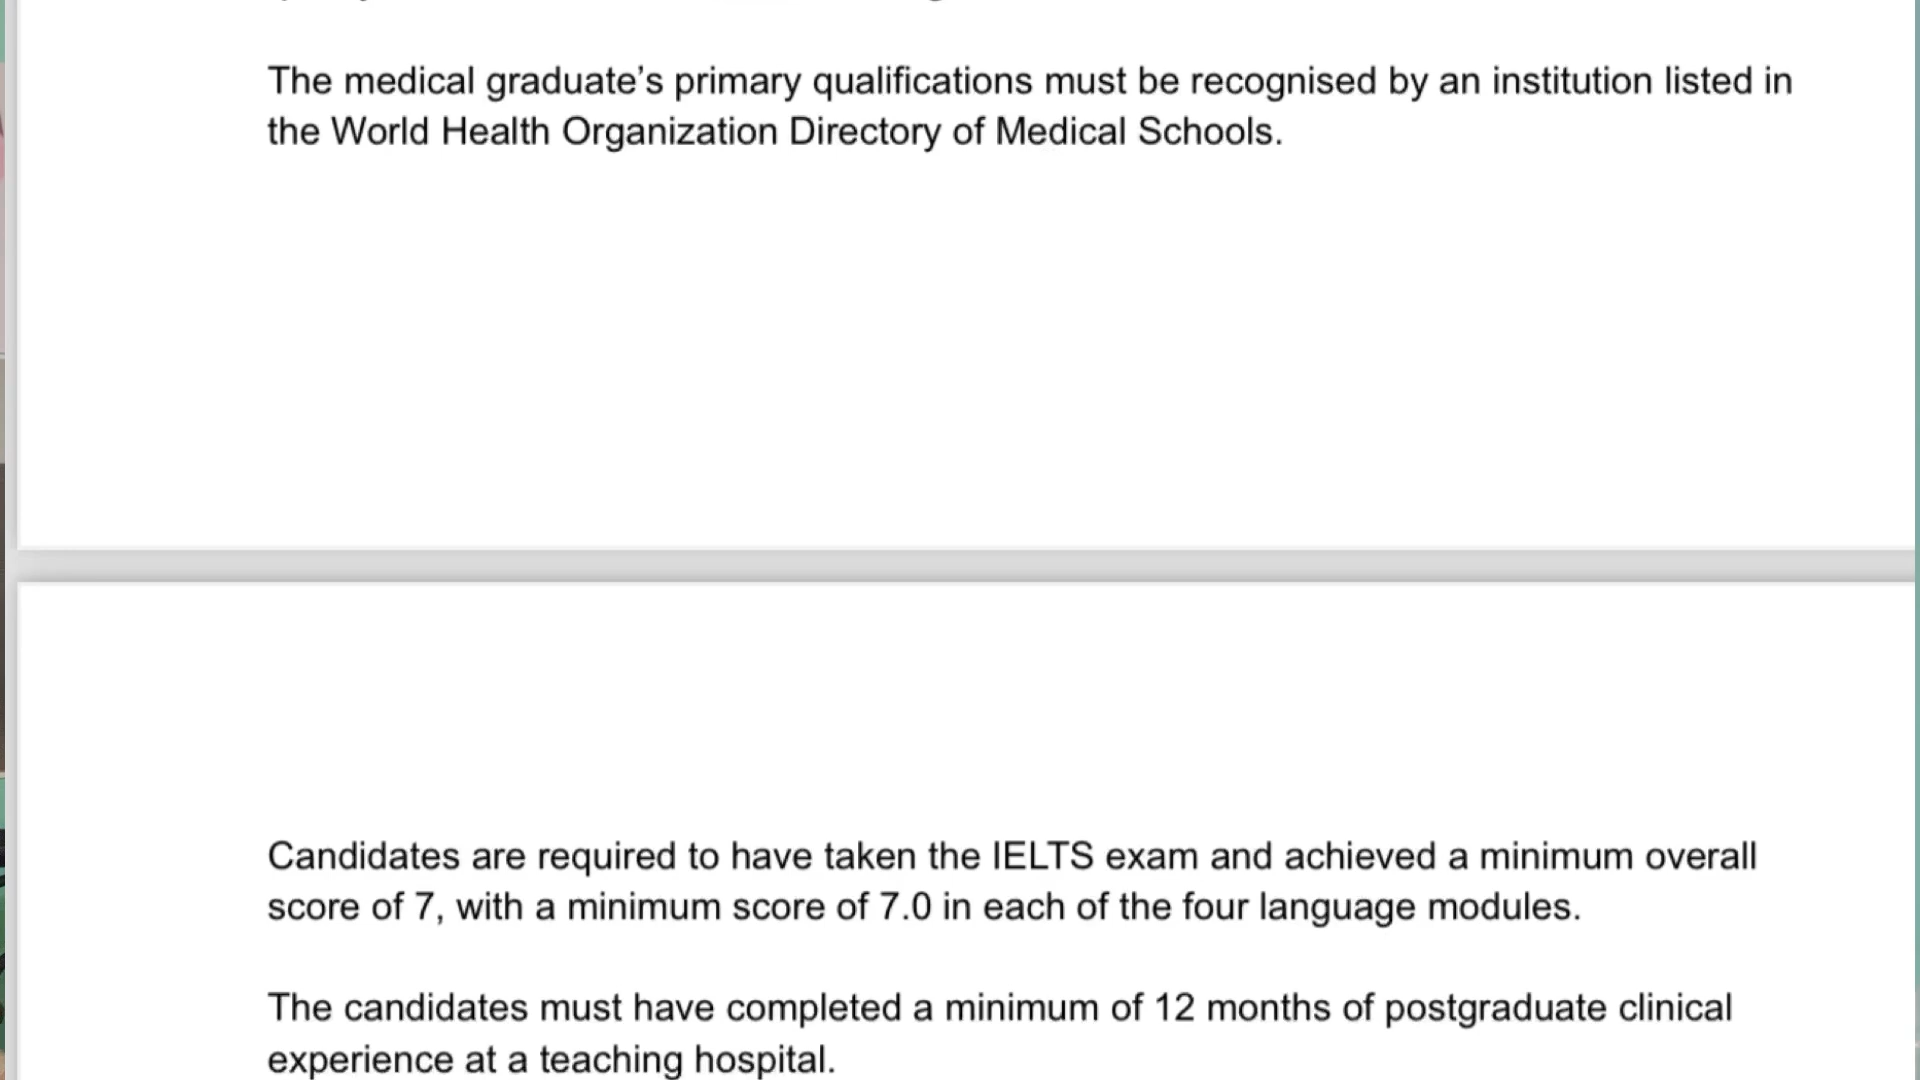 The medical graduate’s primary qualifications must be recognised by an institution listed in
the World Health Organization Directory of Medical Schools.
Candidates are required to have taken the IELTS exam and achieved a minimum overall
score of 7, with a minimum score of 7.0 in each of the four language modules.
The candidates must have completed a minimum of 12 months of postgraduate clinical
experience at a teaching hospital.